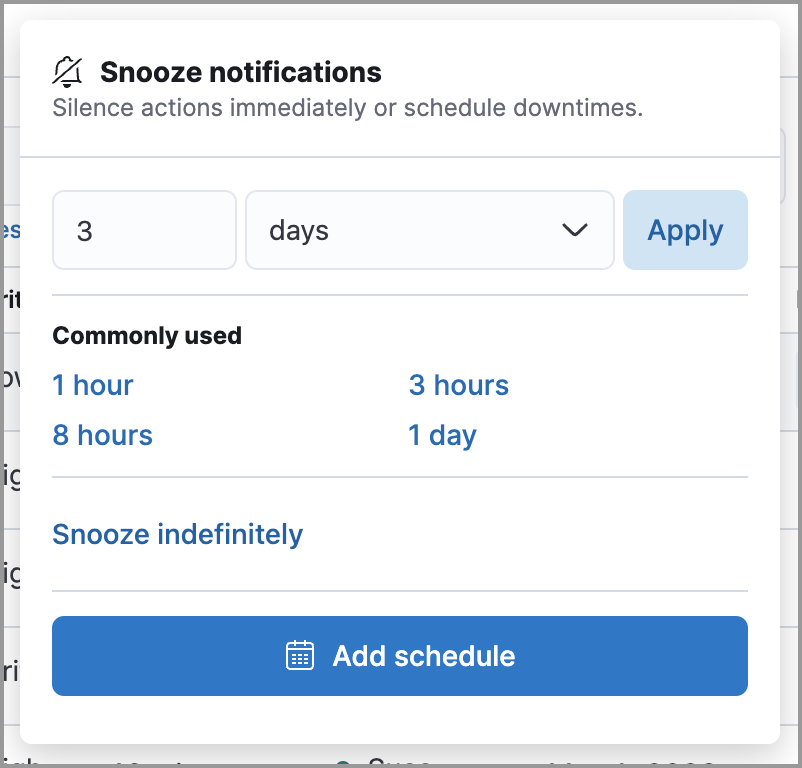 Snooze notifications
Silence actions immediately or schedule downtimes.
3 days Apply
Commonly used
1 hour 3 hours
8 hours 1 day
Snooze indefinitely
Add schedule